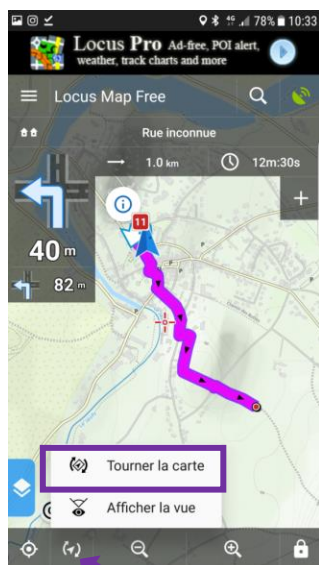 78% 10:33
Locus Pro Ad-free, POI alert,
weather, track charts and more
Locus Map Free
Rue inconnue
1.0 km 12m:30s
11
40 m
82 m
Tourner la carte
Afficher la vue